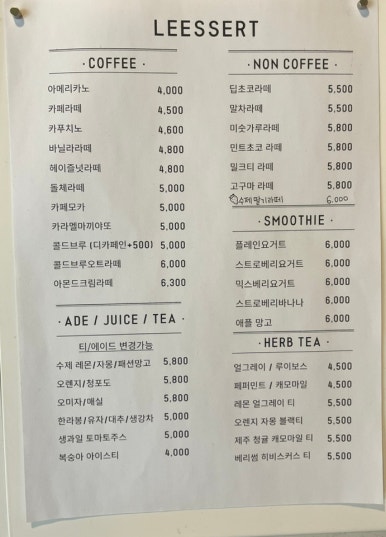 LEESSERT
· COFFEE ·
아메리카노 4,000
카페라떼 4,500
카푸치노 4,600
바닐라라떼 4,800
헤이즐넛라떼 4,800
돌체라떼 5,000
카페모카 5,000
카라멜마끼아또 5,000
콜드브루 (디카페인+500) 5,000
콜드브루오트라떼 6,000
아몬드크림라떼 6,300
· ADE / JUICE / TEA ·
티/에이드 변경가능
수제 레몬/자몽/패션망고 5,800
오렌지/청포도 5,800
오미자/매실 5,800
한라봉/유자/대추/생강차 5,000
생과일 토마토주스 5,000
복숭아 아이스티 4,000
· NON COFFEE ·
딥초코라떼 5,500
말차라떼 5,500
미숫가루라떼 5,800
민트초코 라떼 5,800
밀크티 라떼 5,800
고구마 라떼 5,800
수제딸기라떼 6,000
· SMOOTHIE ·
플레인요거트 6,000
스트로베리요거트 6,000
믹스베리요거트 6,000
스트로베리바나나 6,000
애플 망고 6,000
· HERB TEA ·
얼그레이 / 루이보스 4,500
페퍼민트 / 캐모마일 4,500
레몬 얼그레이 티 5,500
오렌지 자몽 블랙티 5,500
제주 청귤 캐모마일 티 5,500
베리썸 히비스커스 티 5,500